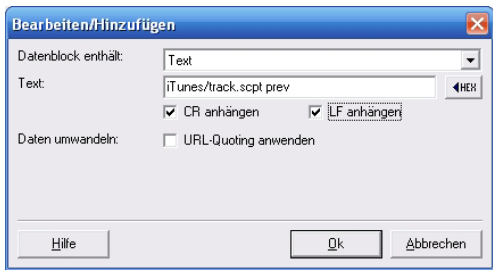 Bearbeiten/Hinzufügen
Datenblock enthält: Text
Text: iTunes/track.scpt prev HEX
CR anhängen LF anhängen
Daten umwandeln: URL-Quoting anwenden
Hilfe Ok Abbrechen